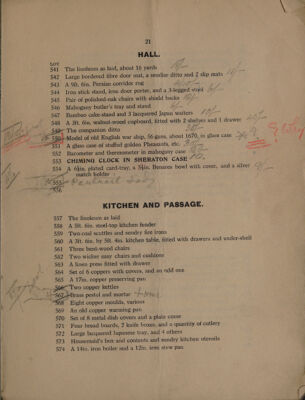 21
HALL.
LOT
541 The linoleum as laid, about 16 yards
542 Large bordered fibre door mat, a smaller ditto and 2 slip mats
543 A 9ft. 6in. Persian corridor rug
544 Iron stick stand, iron door porter, and a 3-legged stool
545 Pair of polished oak chairs with shield backs
546 Mahogany butler's tray and stand
547 Bamboo cake-stand and 3 lacquered Japan waiters
548 A 3ft. 6in. walnut-wood cupboard, fitted with 2 shelves and 1 drawer
549 The companion ditto
550 Model of old English war ship, 56 guns, about 1670, in glass case
551 A glass case of stuffed golden Pheasants, etc.
552 Barometer and thermometer in mahogany case
553 CHIMING CLOCK IN SHERATON CASE
554 A plated card-tray, a Benares bowl with cover, and a silver match holder
555
556
KITCHEN AND PASSAGE.
557 The linoleum as laid
558 A 3ft. 6in. steel-top kitchen fender
559 Two coal scuttles and sundry fire irons
560 A 7ft. 6in. by 3ft. 4in. kitchen table, fitted with drawers and under-shelf
561 Three bent-wood chairs
562 Two wicker easy chairs and cushions
563 A linen-press fitted with drawer
564 Set of 6 coppers with covers, and an odd one
565 A 17in. copper preserving pan
566 Two copper kettles
567 Brass pestol and mortar
568 Eight copper moulds, various
569 An old copper warming pan
570 Set of 8 metal dish covers and a plain cover
571 Four bread boards, 2 knife boxes, and a quantity of cutlery
572 Large lacquered Japanese tray, and 4 others
573 Housemaid's box and contents and sundry kitchen utensils
574 A 14in. iron boiler and a 12in. iron stew pan